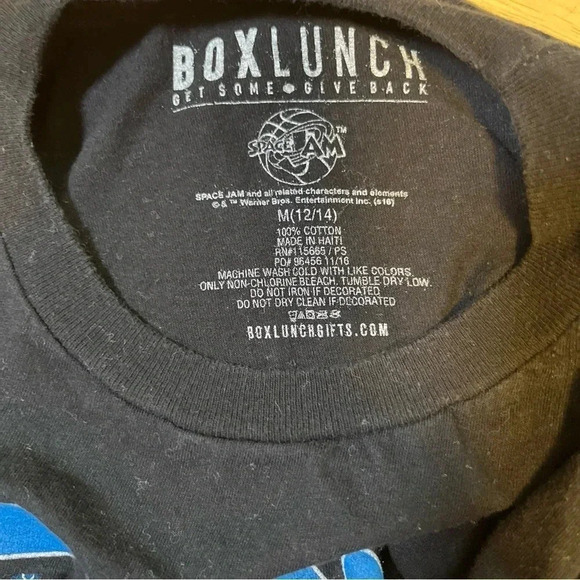 BOXLUNCH
GET SOME • GIVE BACK
SPACE JAM™
SPACE JAM and all related characters and elements
© & ™ Warner Bros. Entertainment Inc. (s16)
M(12/14)
100% COTTON
MADE IN HAITI
RN#115665 / PS
PO# 96456 11/16
MACHINE WASH COLD WITH LIKE COLORS,
ONLY NON-CHLORINE BLEACH, TUMBLE DRY LOW.
DO NOT IRON IF DECORATED
DO NOT DRY CLEAN IF DECORATED
BOXLUNCHGIFTS.COM